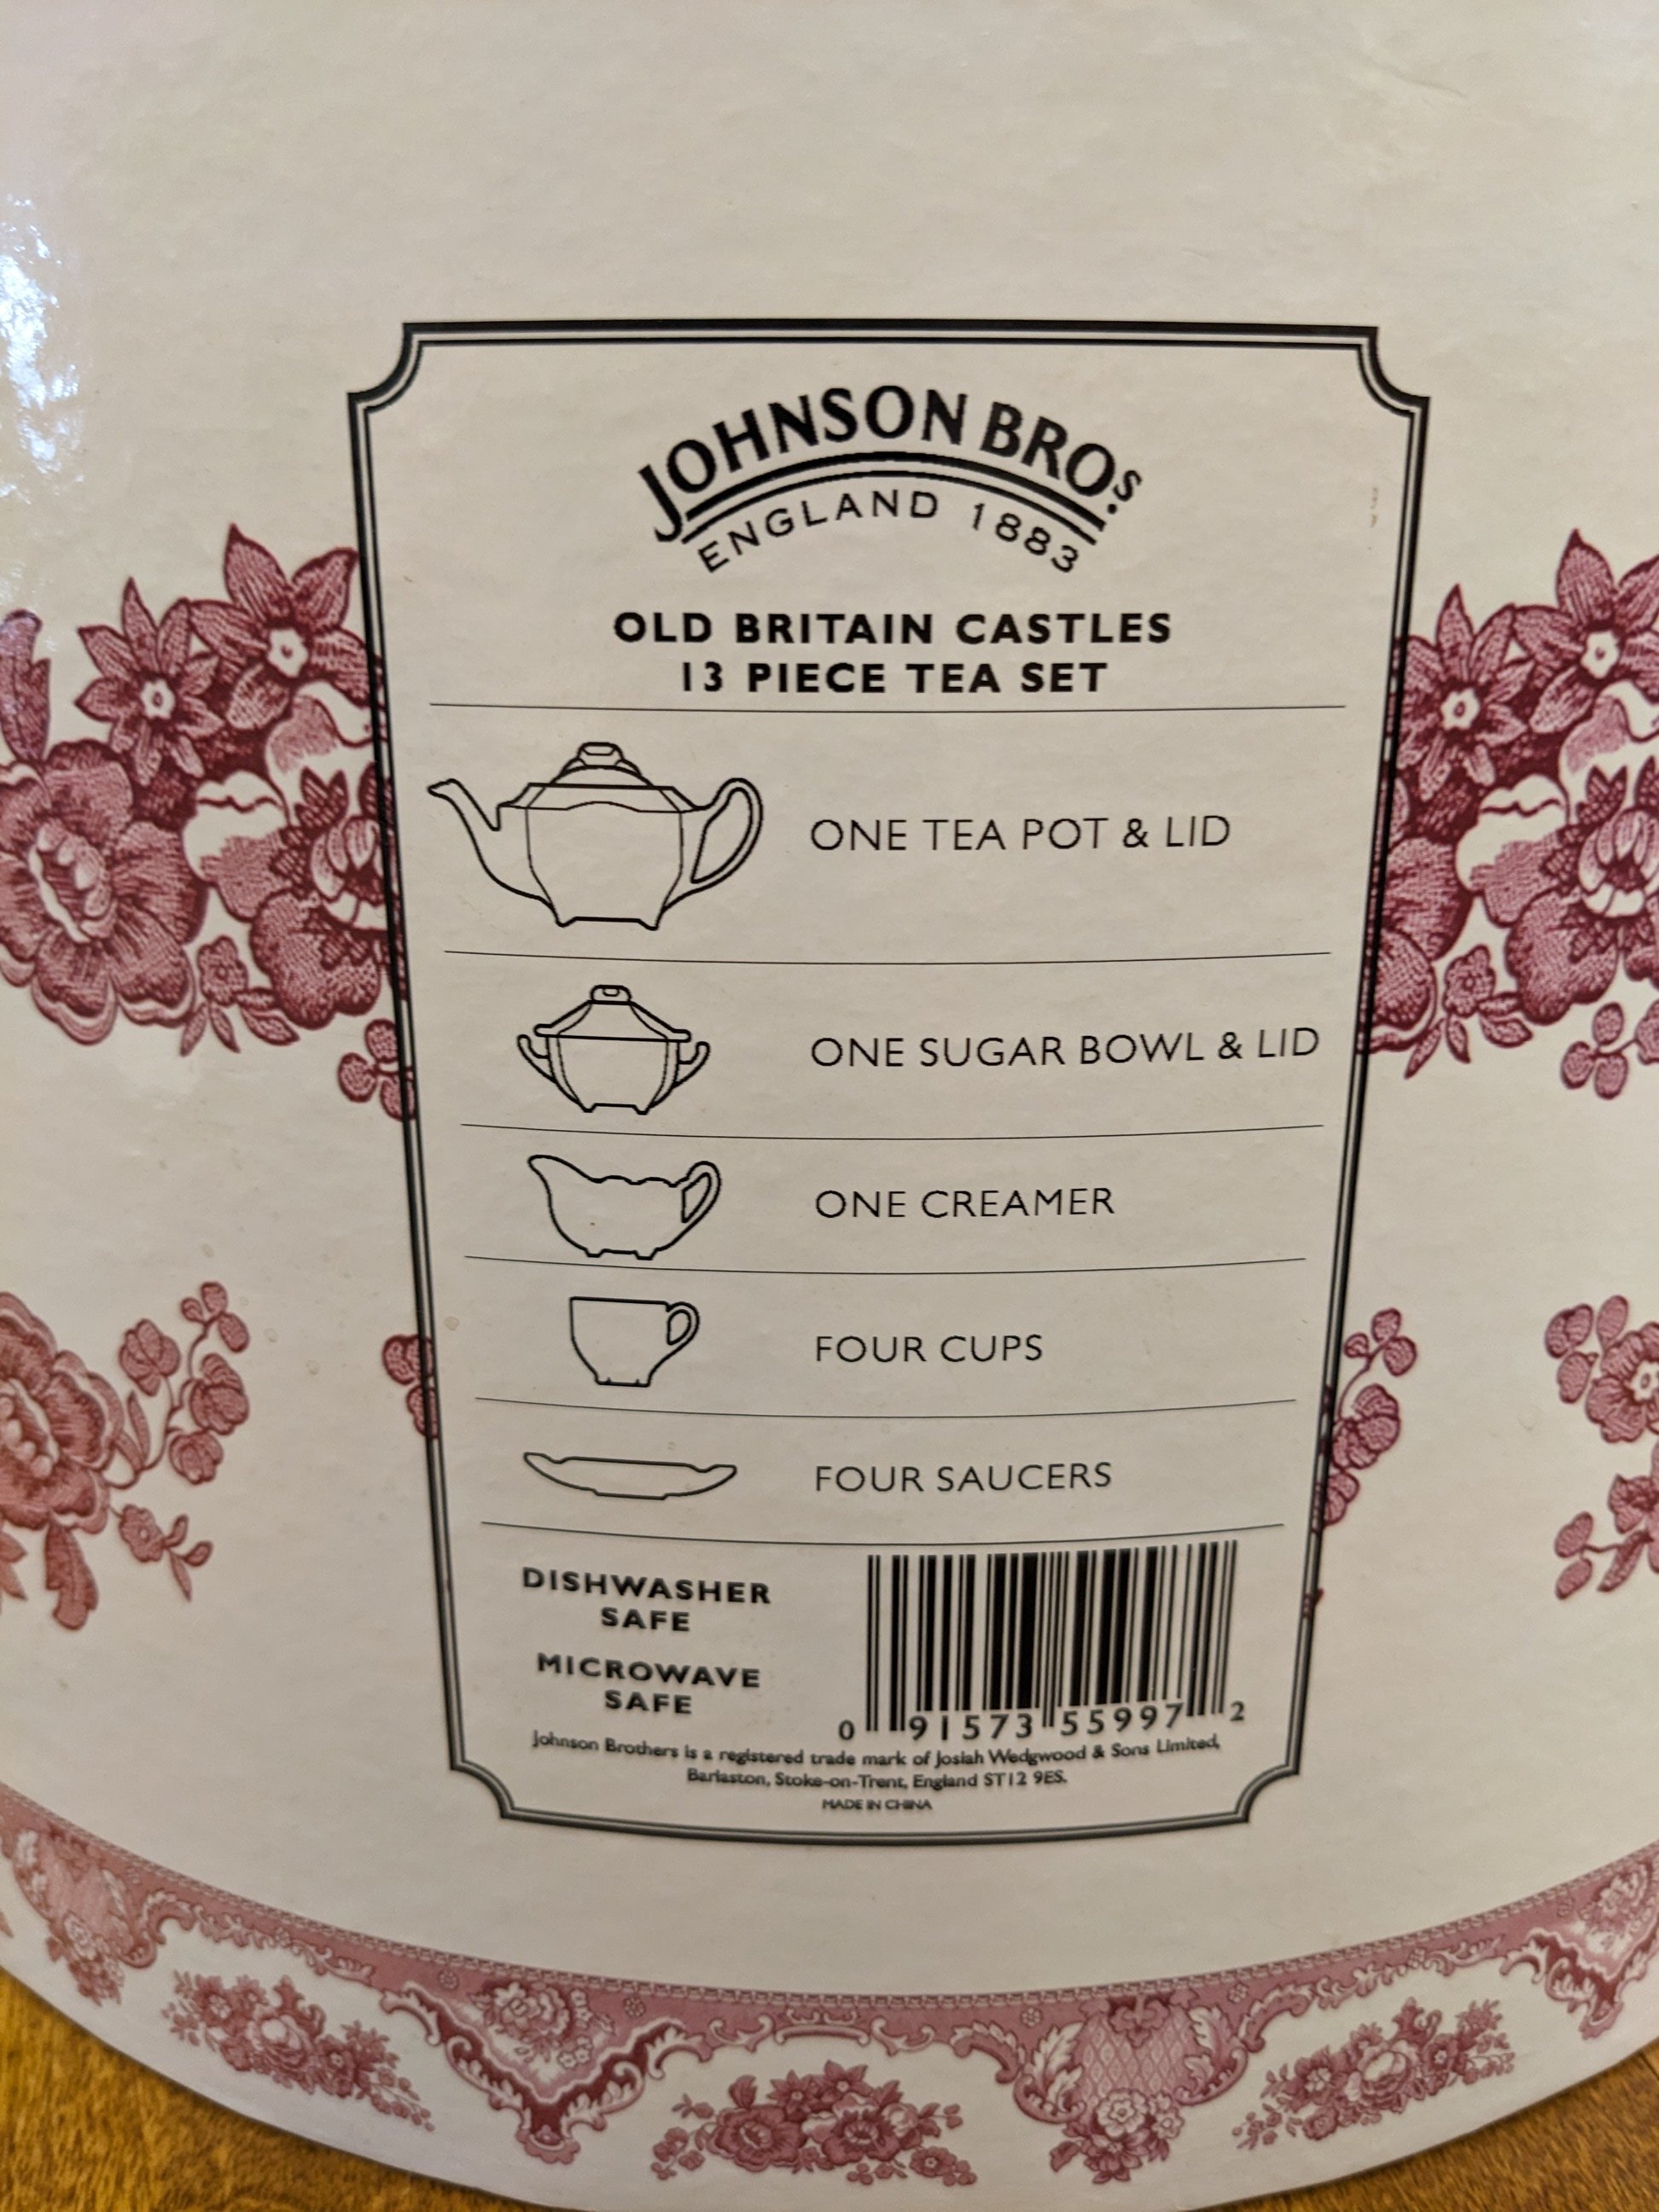 JOHNSON BROS.
ENGLAND 1883
OLD BRITAIN CASTLES
13 PIECE TEA SET
ONE TEA POT & LID
ONE SUGAR BOWL & LID
ONE CREAMER
FOUR CUPS
FOUR SAUCERS
DISHWASHER
SAFE
MICROWAVE
SAFE
0 91573 55997 2
Johnson Brothers is a registered trade mark of Josiah Wedgwood & Sons Limited,
Barlaston, Stoke-on-Trent, England ST12 9ES.
MADE IN CHINA